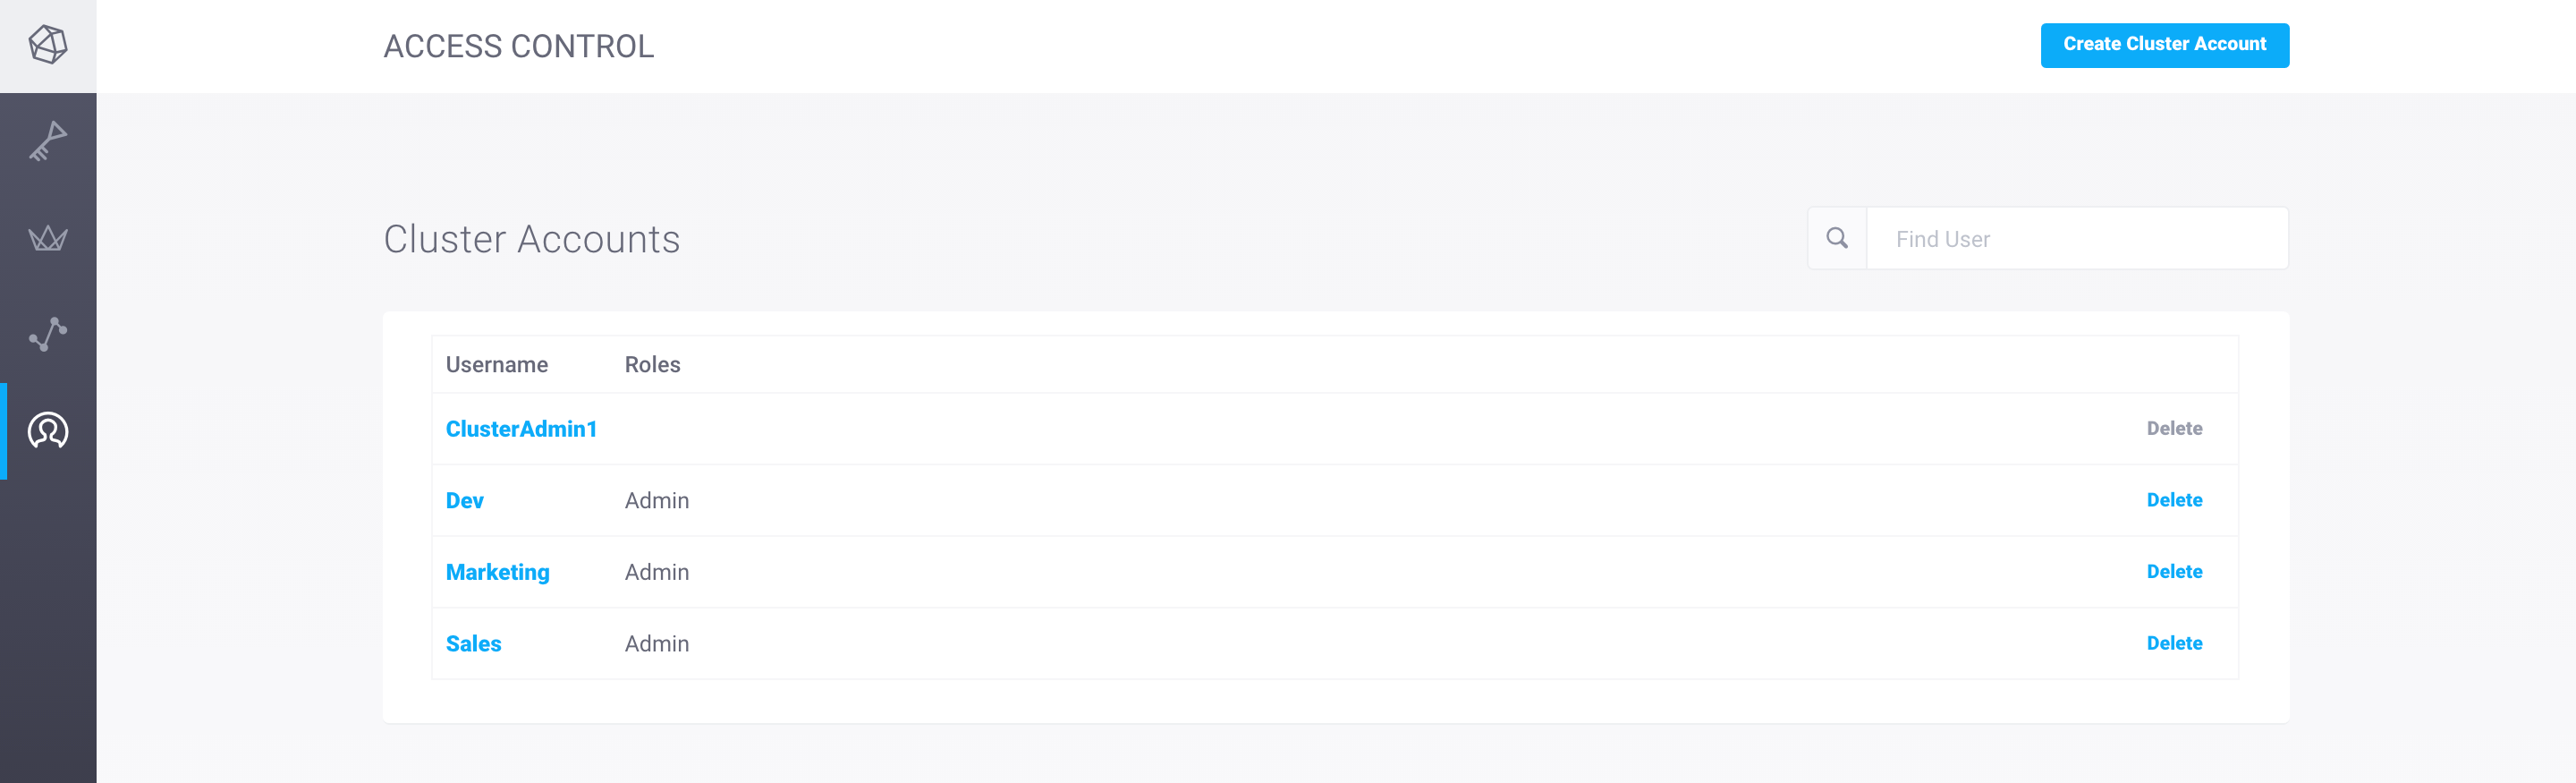 ACCESS CONTROL
Create Cluster Account
Cluster Accounts
Find User
Username Roles
ClusterAdmin1 Delete
Dev Admin Delete
Marketing Admin Delete
Sales Admin Delete